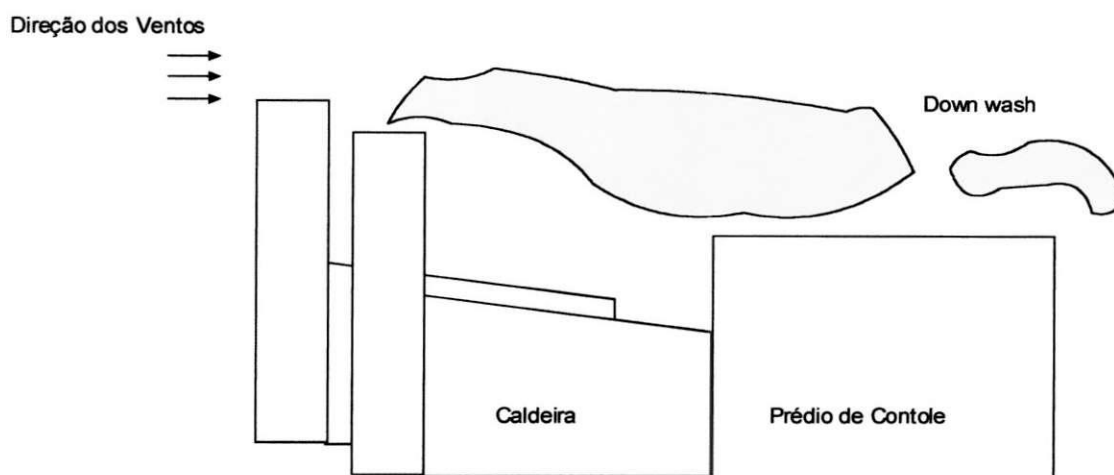 Direção dos Ventos
Down wash
Caldeira
Prédio de Contole